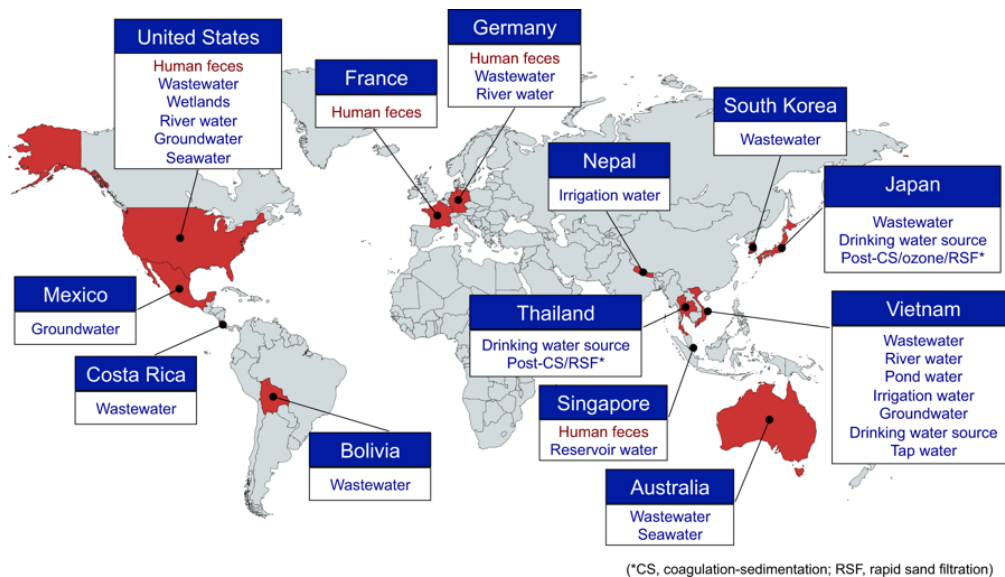 United States
Human feces
Wastewater
Wetlands
River water
Groundwater
Seawater
France
Human feces
Germany
Human feces
Wastewater
River water
South Korea
Wastewater
Nepal
Irrigation water
Japan
Wastewater
Drinking water source
Post-CS/ozone/RSF*
Mexico
Groundwater
Costa Rica
Wastewater
Bolivia
Wastewater
Thailand
Drinking water source
Post-CS/RSF*
Singapore
Human feces
Reservoir water
Vietnam
Wastewater
River water
Pond water
Irrigation water
Groundwater
Drinking water source
Tap water
Australia
Wastewater
Seawater
(*CS, coagulation-sedimentation; RSF, rapid sand filtration)